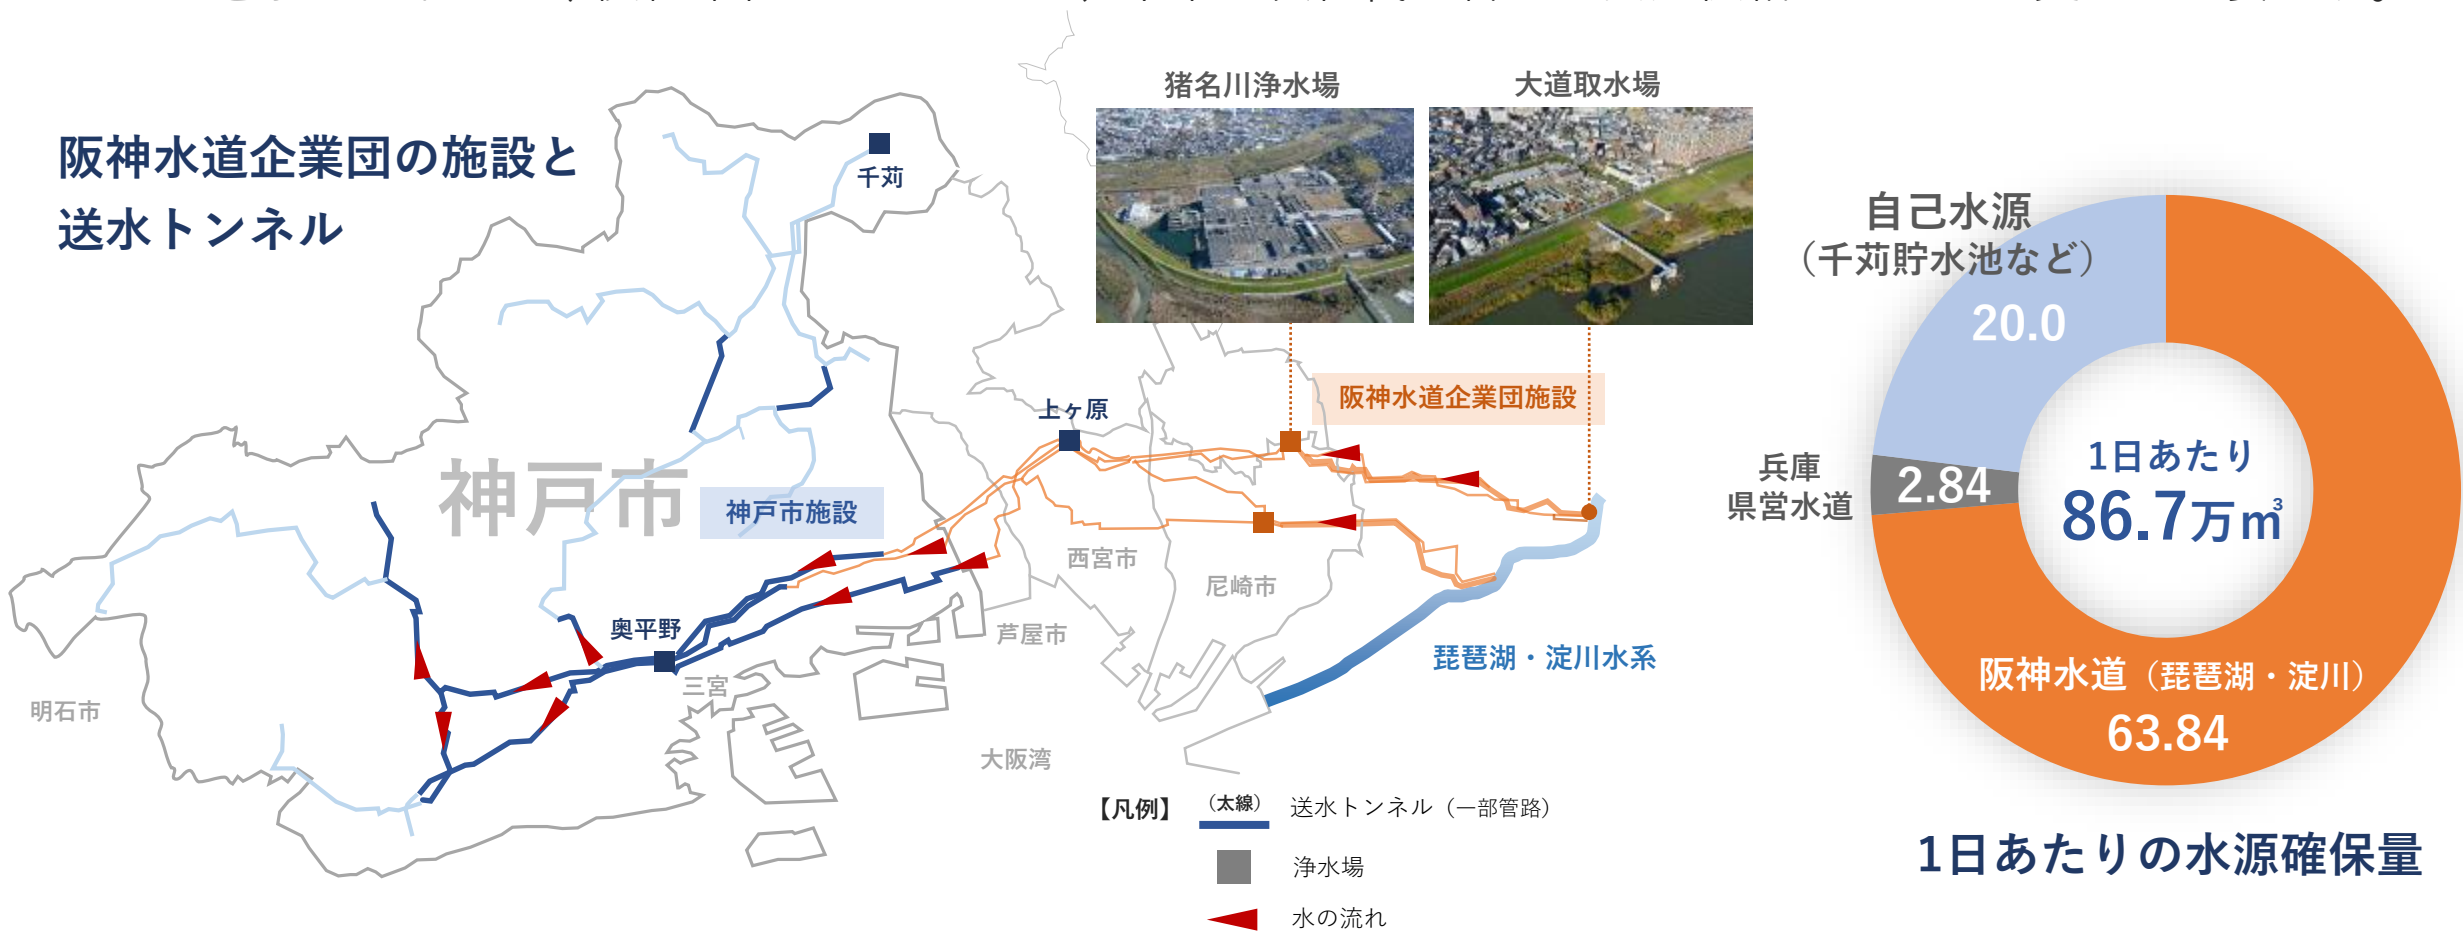 阪神水道企業団の施設と
送水トンネル
千苅
猪名川浄水場
大道取水場
上ヶ原
阪神水道企業団施設
神戸市
神戸市施設
奥平野
三宮
明石市
西宮市
尼崎市
芦屋市
大阪湾
琵琶湖・淀川水系
【凡例】
(太線)
送水トンネル（一部管路）
浄水場
水の流れ
自己水源
（千苅貯水池など）
20.0
兵庫
県営水道
2.84
1日あたり
86.7万㎥
阪神水道（琵琶湖・淀川）
63.84
1日あたりの水源確保量